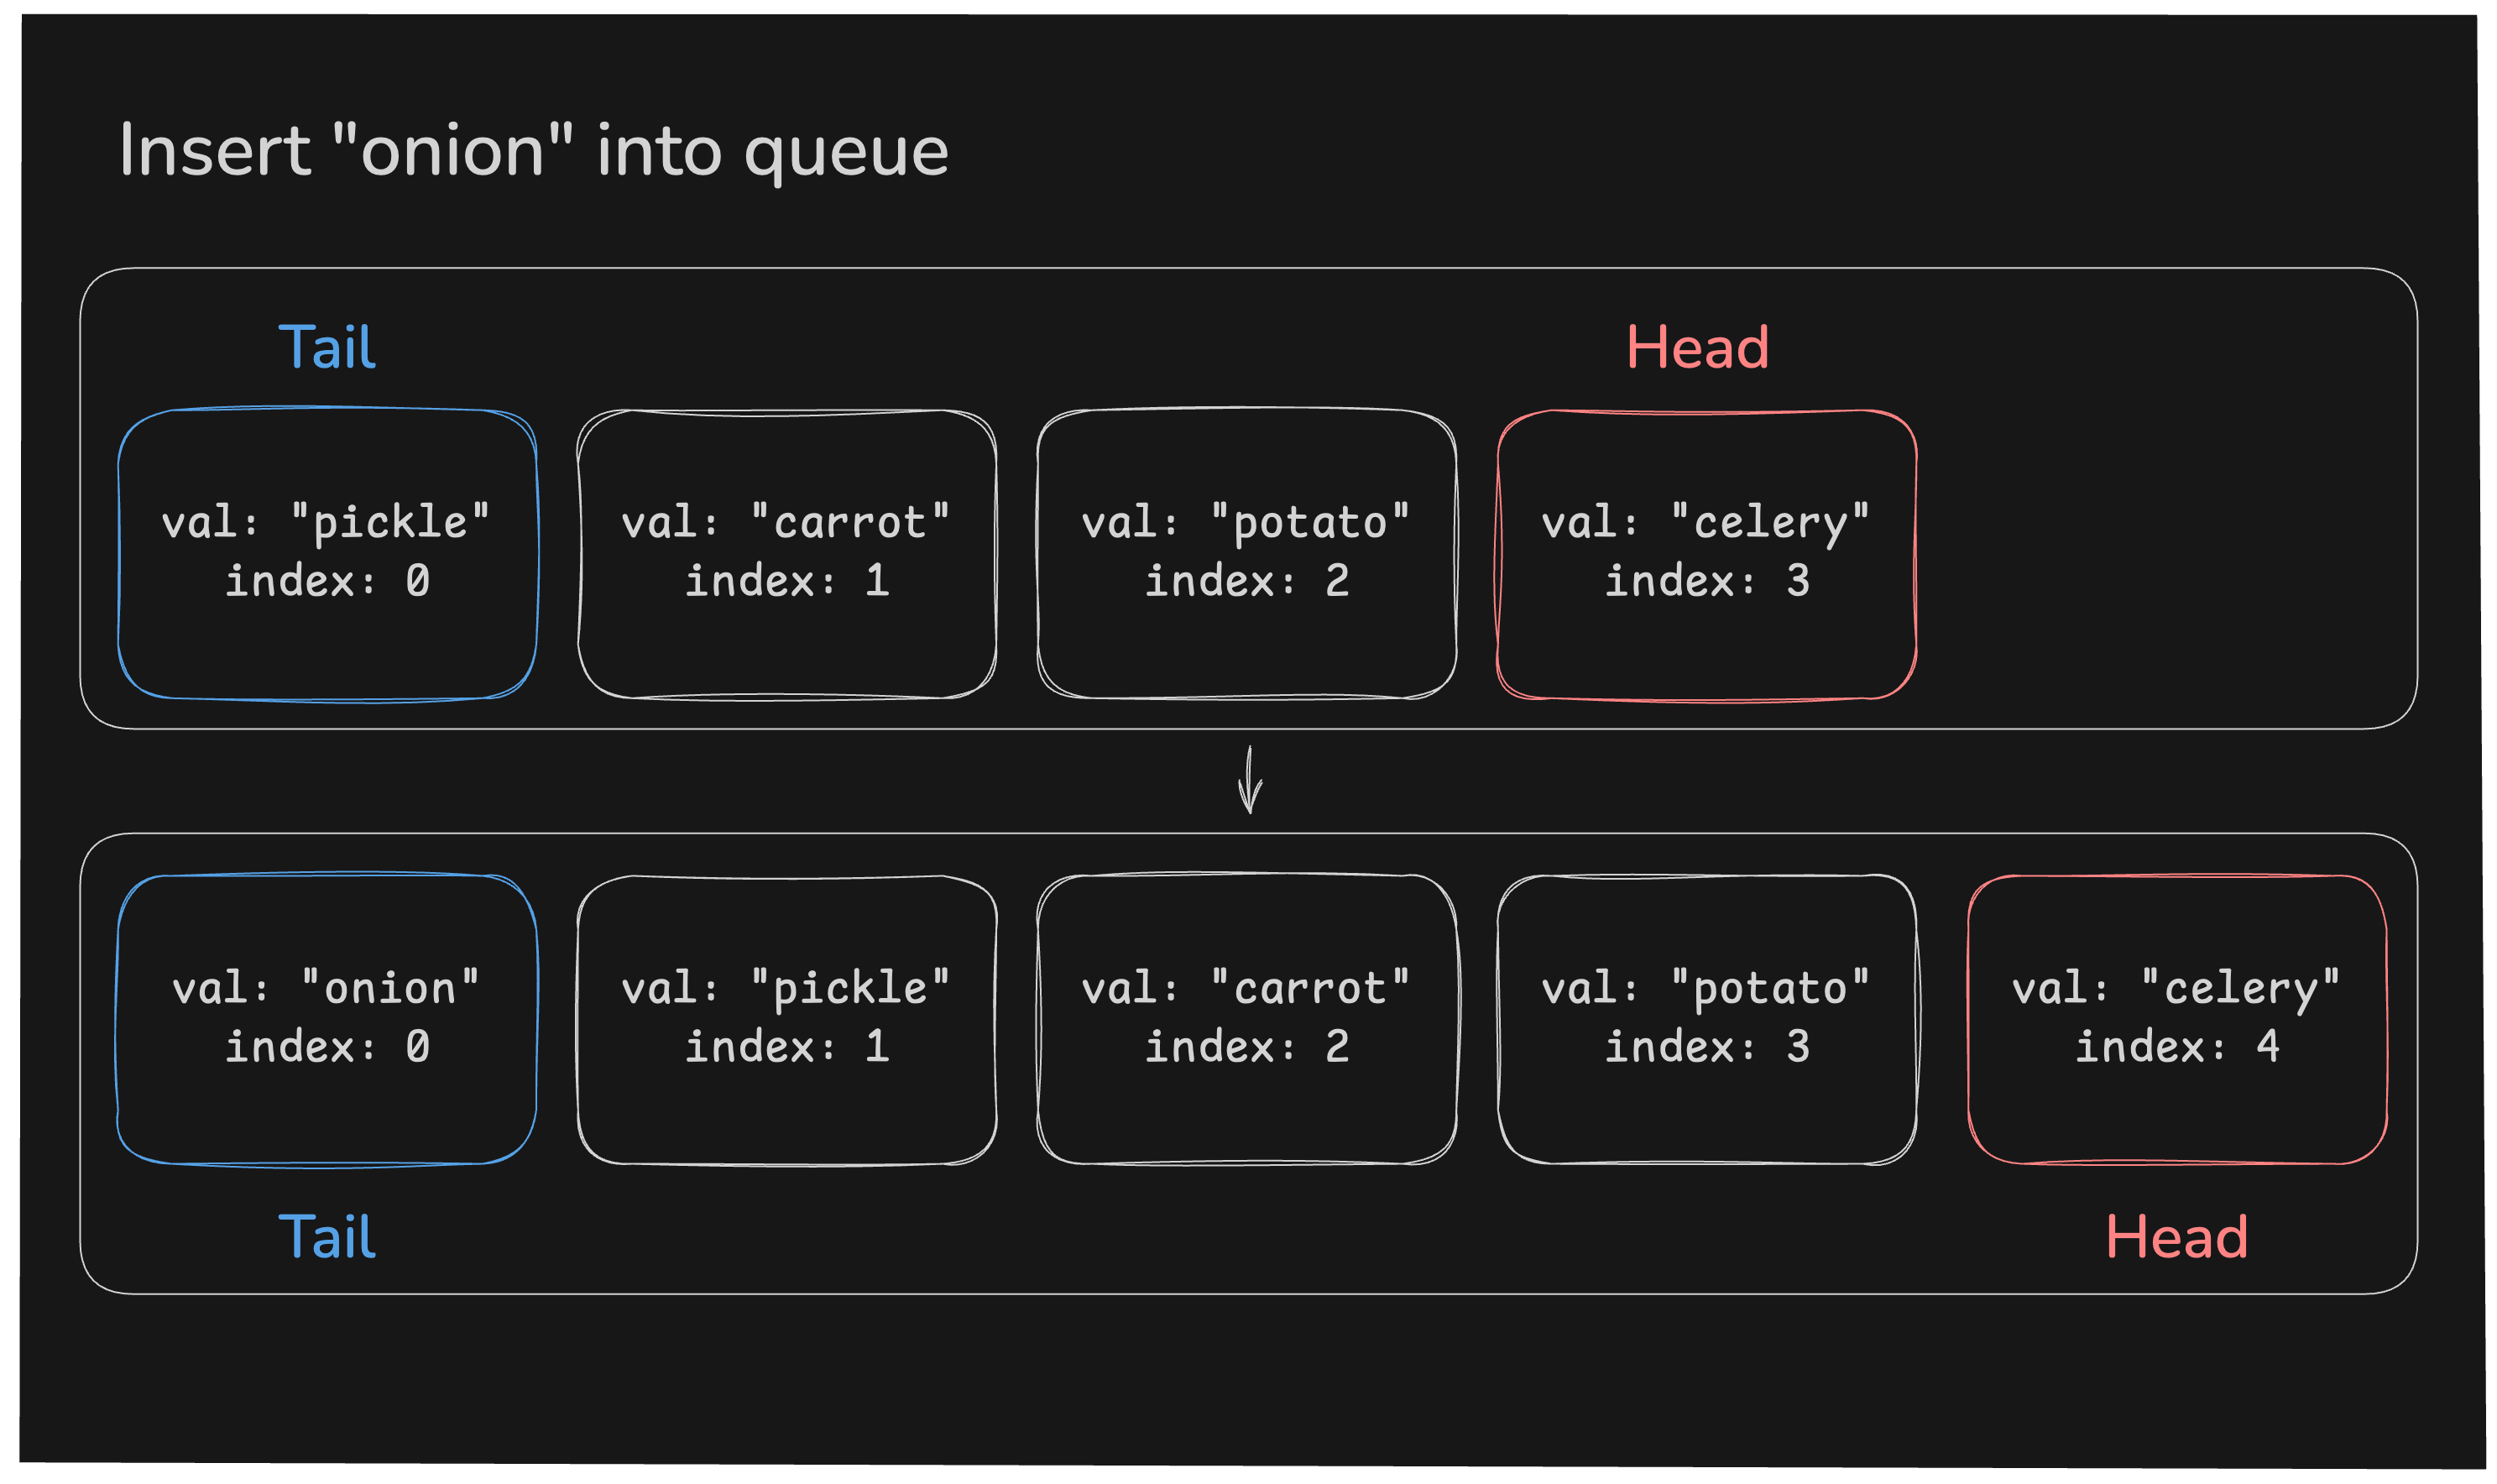 Insert "onion" into queue
Tail
Head
val: "pickle"
index: 0
val: "carrot"
index: 1
val: "potato"
index: 2
val: "celery"
index: 3
val: "onion"
index: 0
val: "pickle"
index: 1
val: "carrot"
index: 2
val: "potato"
index: 3
val: "celery"
index: 4
Tail
Head